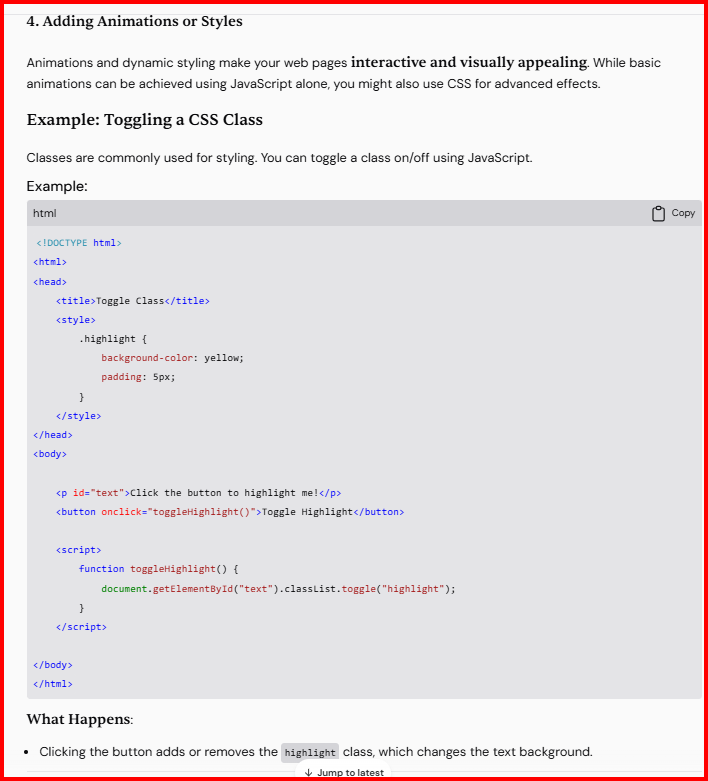 4. Adding Animations or Styles
Animations and dynamic styling make your web pages interactive and visually appealing. While basic
animations can be achieved using JavaScript alone, you might also use CSS for advanced effects.
Example: Toggling a CSS Class
Classes are commonly used for styling. You can toggle a class on/off using JavaScript.
Example:
html Copy
<!DOCTYPE html>
<html>
<head>
    <title>Toggle Class</title>
    <style>
        .highlight {
            background-color: yellow;
            padding: 5px;
        }
    </style>
</head>
<body>
    <p id="text">Click the button to highlight me!</p>
    <button onclick="toggleHighlight()">Toggle Highlight</button>
    <script>
        function toggleHighlight() {
            document.getElementById("text").classList.toggle("highlight");
        }
    </script>
</body>
</html>
What Happens:
• Clicking the button adds or removes the highlight class, which changes the text background.
↓ Jump to latest